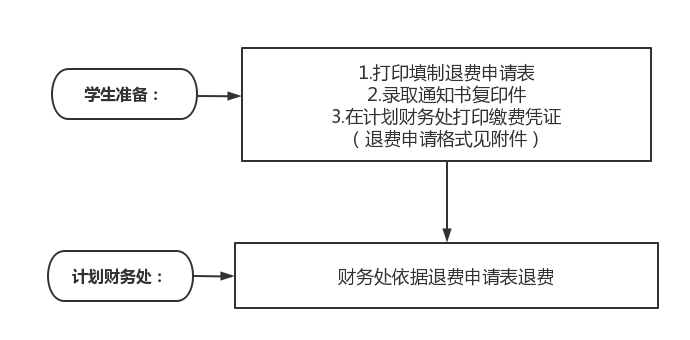 学生准备：
1.打印填制退费申请表
2.录取通知书复印件
3.在计划财务处打印缴费凭证
（退费申请格式见附件）
计划财务处：
财务处依据退费申请表退费